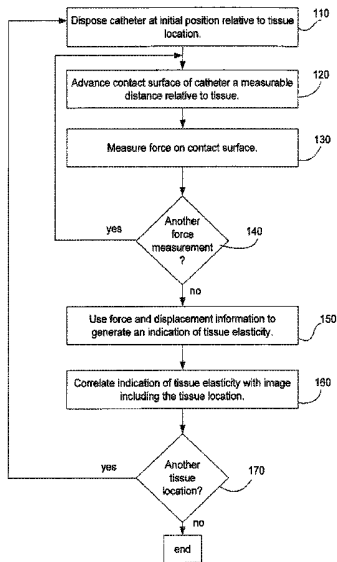 Dispose catheter at initial position relative to tissue
location.
110
Advance contact surface of catheter a measurable
distance relative to tissue.
120
Measure force on contact surface.
130
Another
force
measurement
?
140
yes
no
Use force and displacement information to
generate an indication of tissue elasticity.
150
Correlate indication of tissue elasticity with image
including the tissue location.
160
Another
tissue
location?
170
yes
no
end